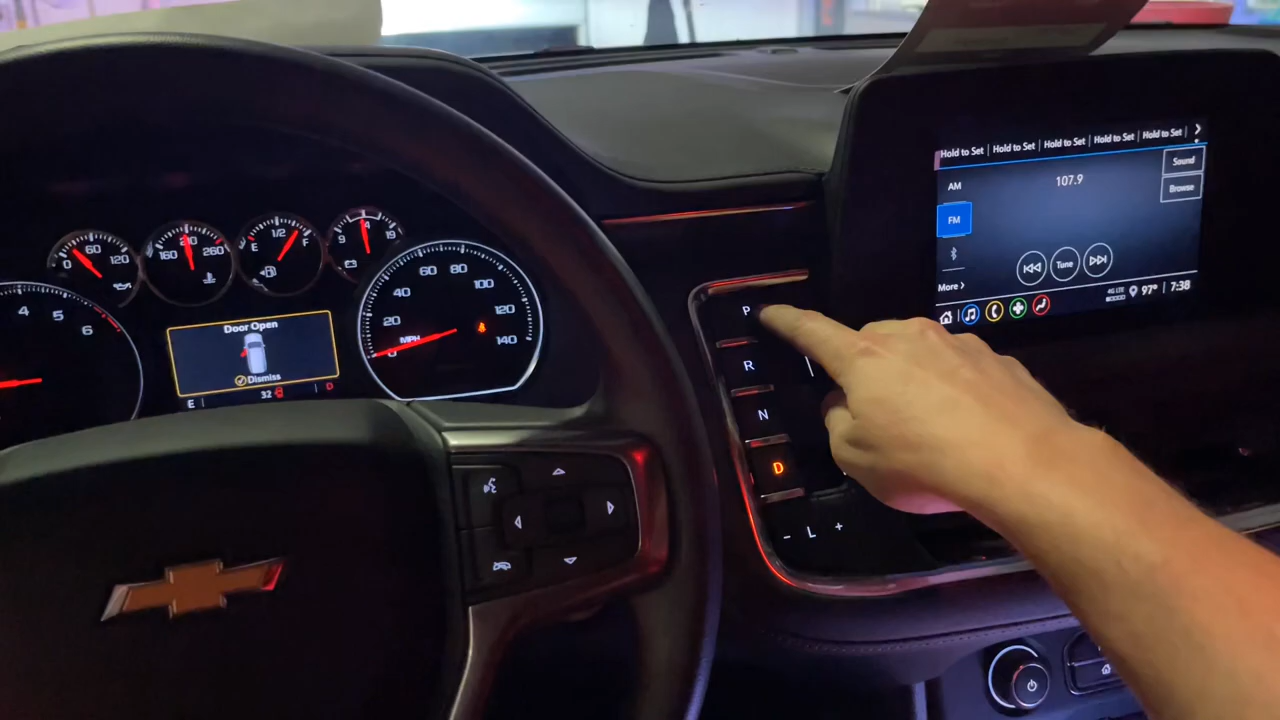 Hold to Set | Hold to Set | Hold to Set | Hold to Set | Hold to Set
AM
107.9
Sound
Browse
FM
Tune
More
4G LTE
97° | 7:38
0 60 120
160 210 260
E 1/2 F
9 14 19
4 5 6
Door Open
Dismiss
E 32 D
0 20 40 60 80 100 120 140
MPH
P
R
N
D
- L +